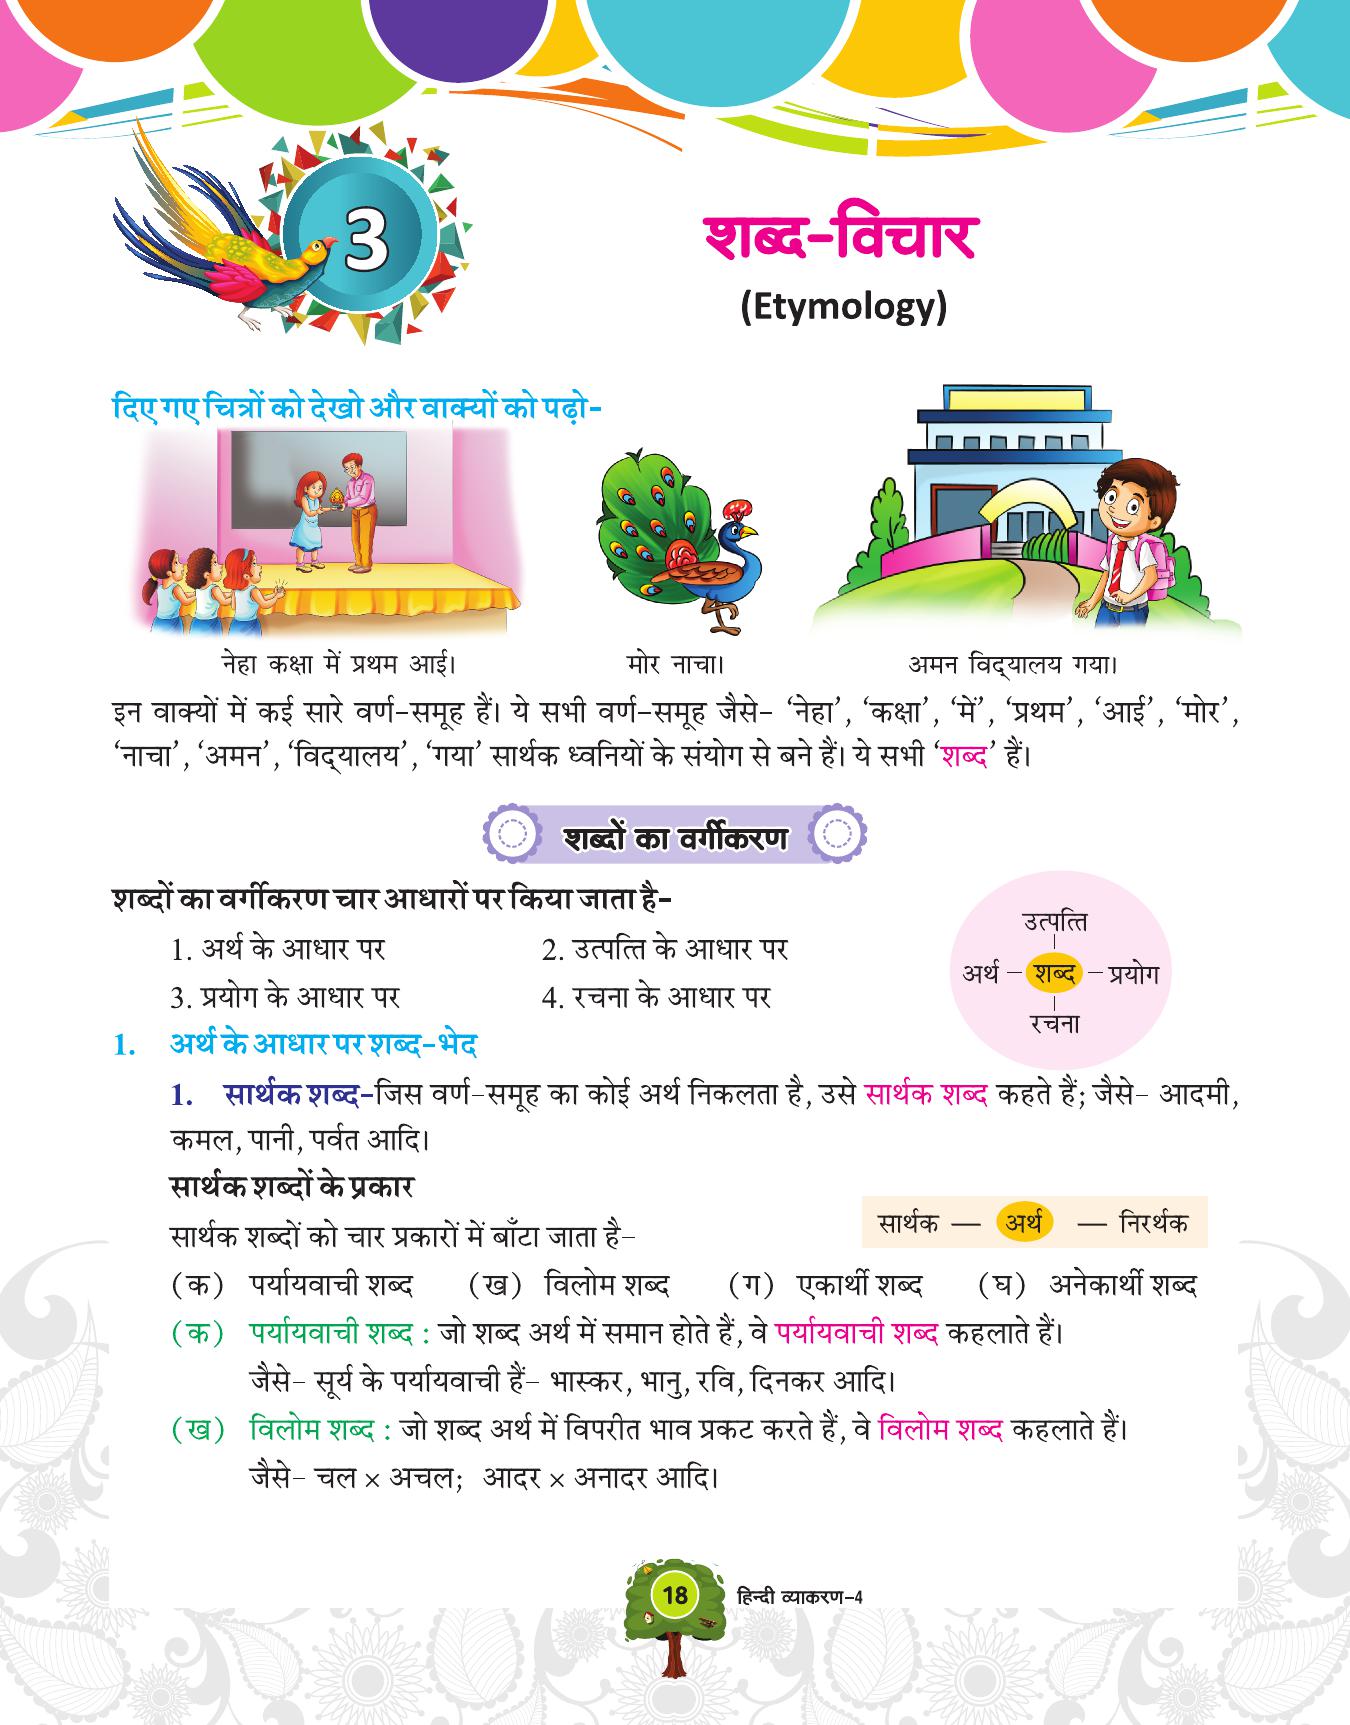 3
शब्द-विचार
(Etymology)
दिए गए चित्रों को देखो और वाक्यों को पढ़ो-
नेहा कक्षा में प्रथम आई।
मोर नाचा।
अमन विद्‌यालय गया।
इन वाक्यों में कई सारे वर्ण-समूह हैं। ये सभी वर्ण-समूह जैसे- ‘नेहा’, ‘कक्षा’, ‘में’, ‘प्रथम’, ‘आई’, ‘मोर’,
‘नाचा’, ‘अमन’, ‘विद्‌यालय’, ‘गया’ सार्थक ध्वनियों के संयोग से बने हैं। ये सभी ‘शब्द’ हैं।
शब्दों का वर्गीकरण
शब्दों का वर्गीकरण चार आधारों पर किया जाता है-
1. अर्थ के आधार पर 2. उत्पत्ति के आधार पर
3. प्रयोग के आधार पर 4. रचना के आधार पर
उत्पत्ति
अर्थ – शब्द – प्रयोग
रचना
1. अर्थ के आधार पर शब्द-भेद
1. सार्थक शब्द-जिस वर्ण-समूह का कोई अर्थ निकलता है, उसे सार्थक शब्द कहते हैं; जैसे- आदमी,
कमल, पानी, पर्वत आदि।
सार्थक शब्दों के प्रकार
सार्थक — अर्थ — निरर्थक
सार्थक शब्दों को चार प्रकारों में बाँटा जाता है-
(क) पर्यायवाची शब्द (ख) विलोम शब्द (ग) एकार्थी शब्द (घ) अनेकार्थी शब्द
(क) पर्यायवाची शब्द : जो शब्द अर्थ में समान होते हैं, वे पर्यायवाची शब्द कहलाते हैं।
जैसे- सूर्य के पर्यायवाची हैं- भास्कर, भानु, रवि, दिनकर आदि।
(ख) विलोम शब्द : जो शब्द अर्थ में विपरीत भाव प्रकट करते हैं, वे विलोम शब्द कहलाते हैं।
जैसे- चल × अचल; आदर × अनादर आदि।
18 हिन्दी व्याकरण-4